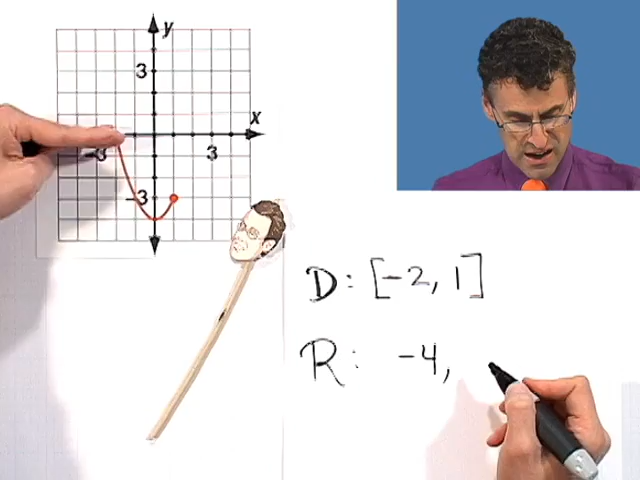 y
3
x
-3 3
-3
D: [-2, 1]
R: -4,